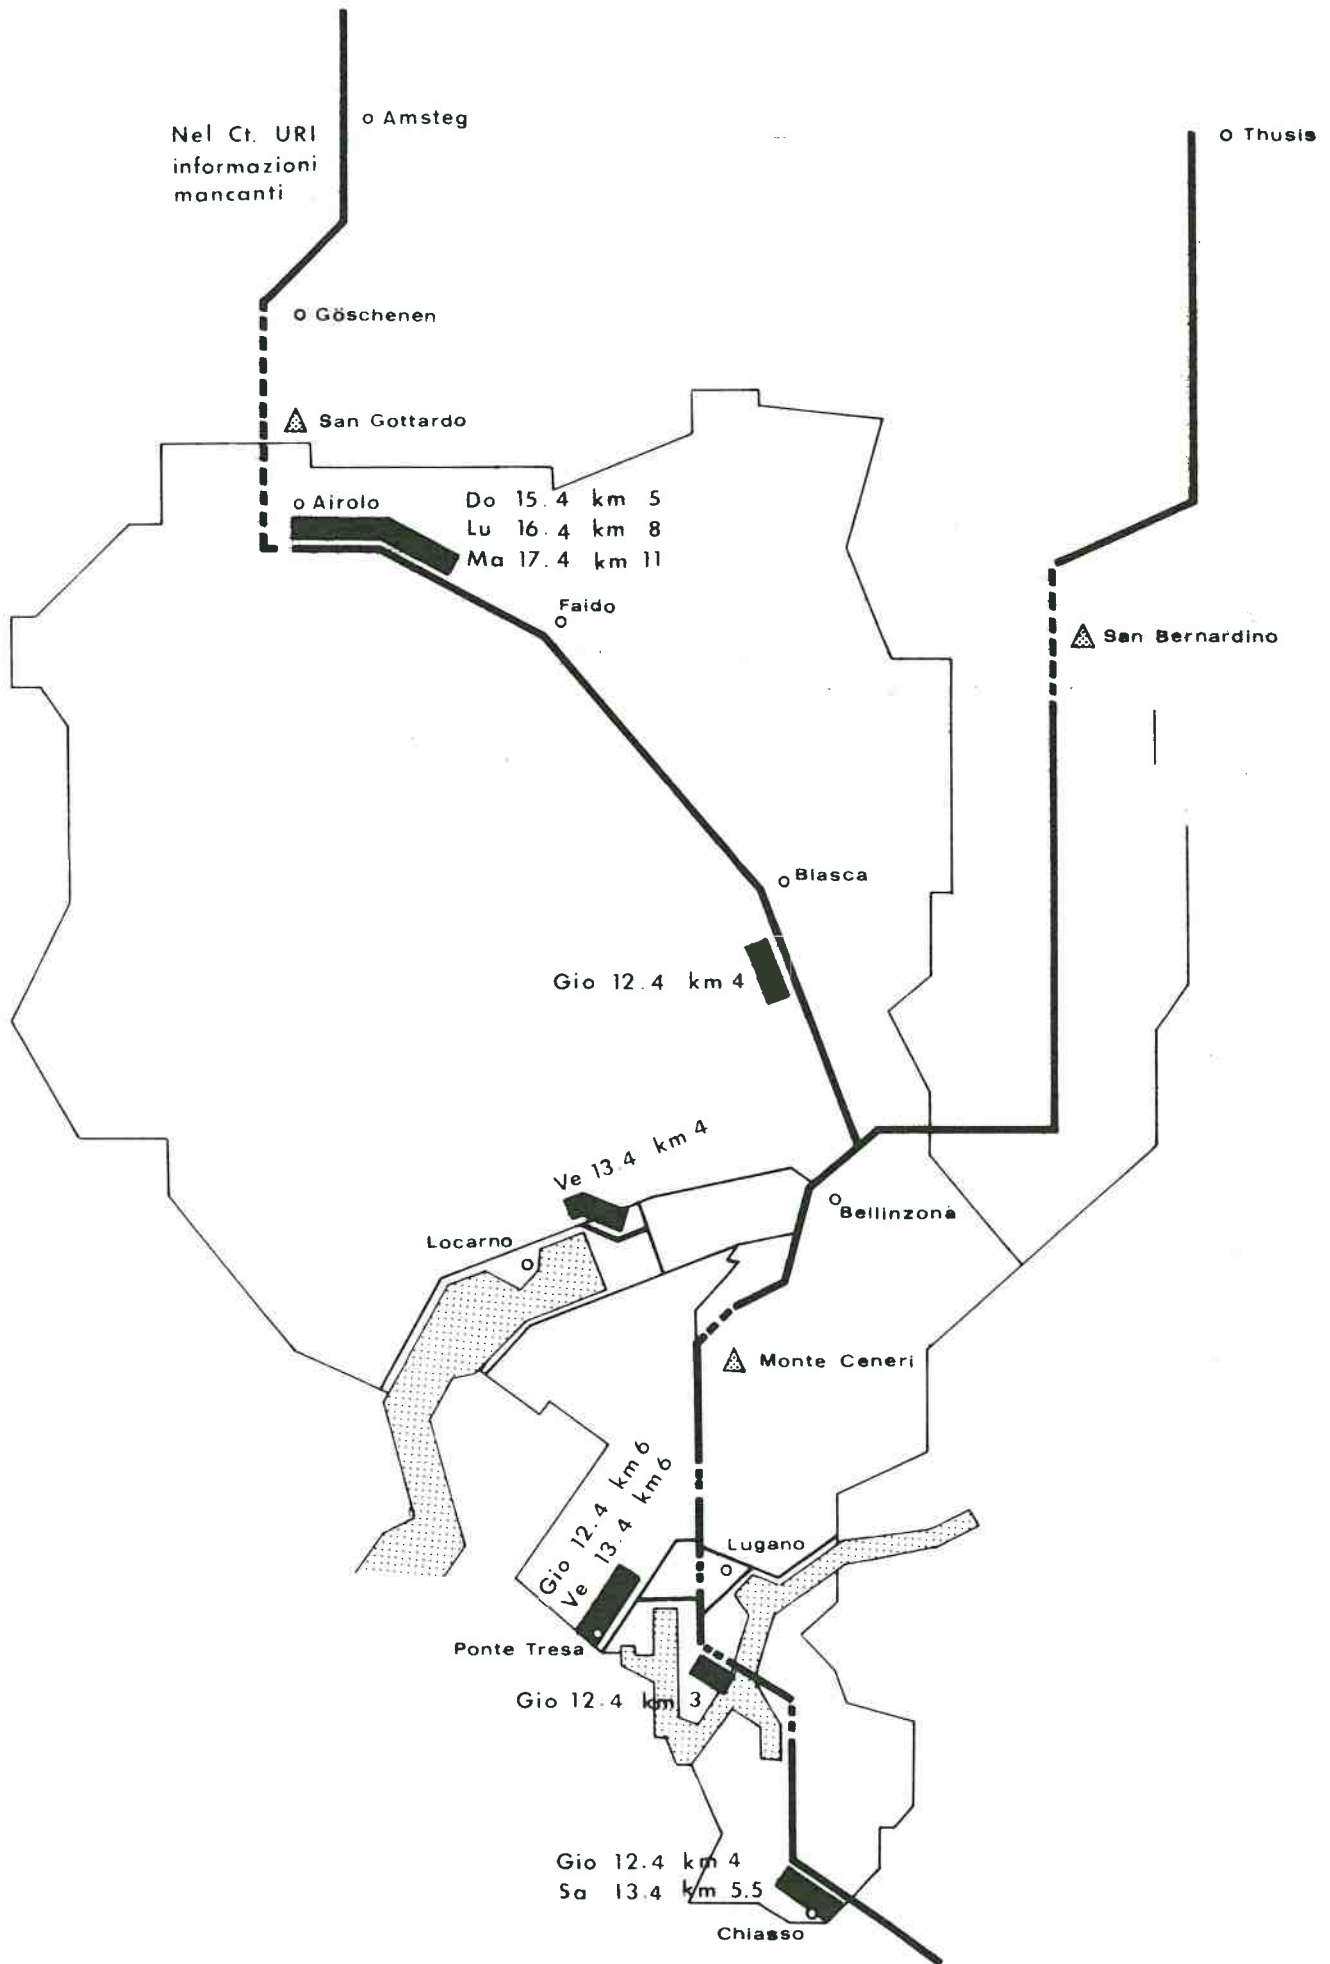 Amsteg
Nel Ct. URI
informazioni
mancanti
Thusis
Göschenen
San Gottardo
Airolo
Do 15.4 km 5
Lu 16.4 km 8
Ma 17.4 km 11
Faido
San Bernardino
Biasca
Gio 12.4 km 4
Ve 13.4 km 4
Bellinzona
Locarno
Monte Ceneri
Gio 12.4 km 6
Ve 13.4 km 6
Lugano
Ponte Tresa
Gio 12.4 km 3
Gio 12.4 km 4
Sa 13.4 km 5.5
Chiasso